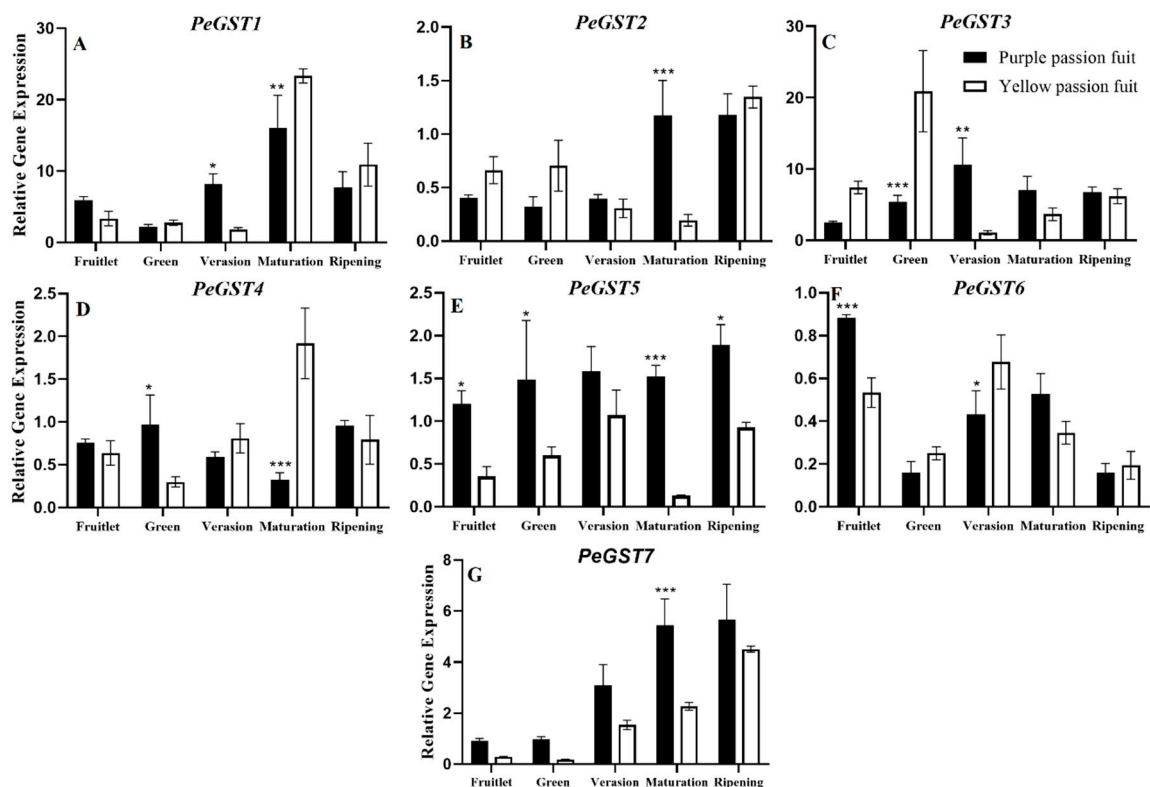 PeGST1
PeGST2
PeGST3
A
B
C
Relative Gene Expression
30
20
10
0
2.0
1.5
1.0
0.5
0.0
30
20
10
0
Purple passion fuit
Yellow passion fuit
*
**
***
***
**
Fruitlet Green Verasion Maturation Ripening
Fruitlet Green Verasion Maturation Ripening
Fruitlet Green Verasion Maturation Ripening
PeGST4
PeGST5
PeGST6
D
E
F
Relative Gene Expression
2.5
2.0
1.5
1.0
0.5
0.0
2.5
2.0
1.5
1.0
0.5
0.0
1.0
0.8
0.6
0.4
0.2
0.0
*
***
*
*
***
*
***
*
Fruitlet Green Verasion Maturation Ripening
Fruitlet Green Verasion Maturation Ripening
Fruitlet Green Verasion Maturation Ripening
PeGST7
G
Relative Gene Expression
8
6
4
2
0
***
Fruitlet Green Verasion Maturation Ripening